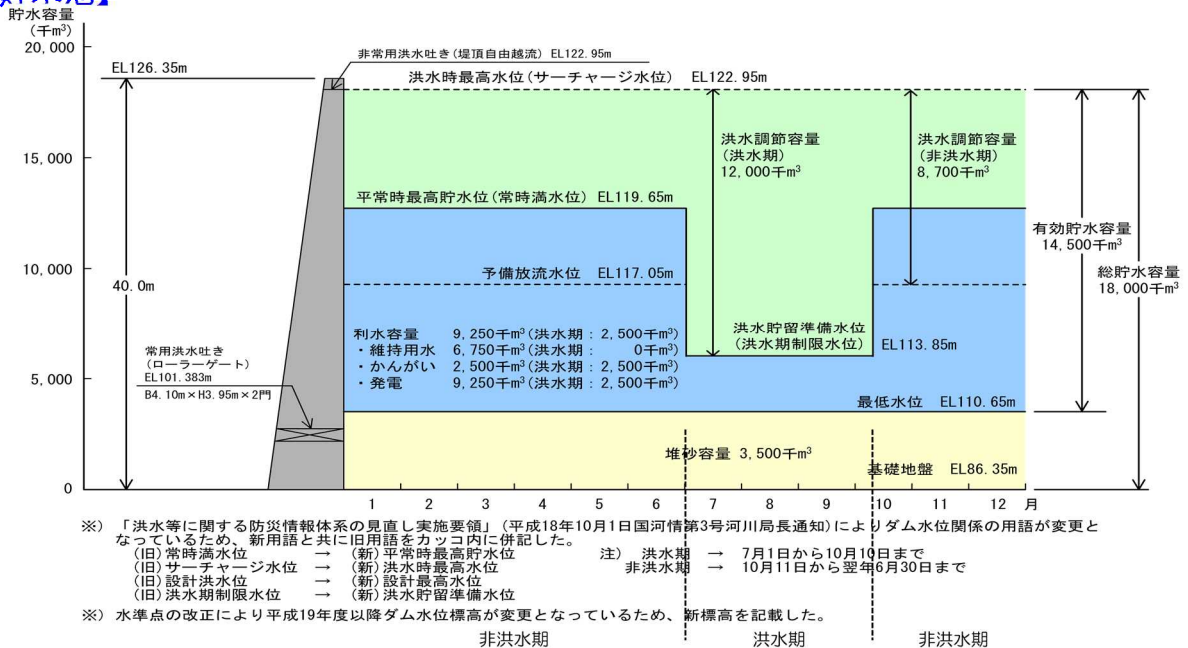 貯水容量
(千m³)
20,000
15,000
10,000
5,000
0
EL126.35m
40.0m
非常用洪水吐き(堤頂自由越流) EL122.95m
洪水時最高水位(サーチャージ水位) EL122.95m
洪水調節容量
(洪水期)
12,000千m³
洪水調節容量
(非洪水期)
8,700千m³
平常時最高貯水位(常時満水位) EL119.65m
有効貯水容量
14,500千m³
総貯水容量
18,000千m³
予備放流水位 EL117.05m
利水容量 9,250千m³(洪水期:2,500千m³)
・維持用水 6,750千m³(洪水期: 0千m³)
・かんがい 2,500千m³(洪水期:2,500千m³)
・発電 9,250千m³(洪水期:2,500千m³)
洪水貯留準備水位
(洪水期制限水位)
EL113.85m
常用洪水吐き
(ローラーゲート)
EL101.383m
B4.10m×H3.95m×2門
最低水位 EL110.65m
堆砂容量 3,500千m³
基礎地盤 EL86.35m
1 2 3 4 5 6 7 8 9 10 11 12 月
※) 「洪水等に関する防災情報体系の見直し実施要領」(平成18年10月1日国河情第3号河川局長通知)によりダム水位関係の用語が変更と
なっているため、新用語と共に旧用語をカッコ内に併記した。
(旧)常時満水位 → (新)平常時最高貯水位 注) 洪水期 → 7月1日から10月10日まで
(旧)サーチャージ水位 → (新)洪水時最高水位 非洪水期 → 10月11日から翌年6月30日まで
(旧)設計洪水位 → (新)設計最高水位
(旧)洪水期制限水位 → (新)洪水貯留準備水位
※) 水準点の改正により平成19年度以降ダム水位標高が変更となっているため、新標高を記載した。
非洪水期 洪水期 非洪水期